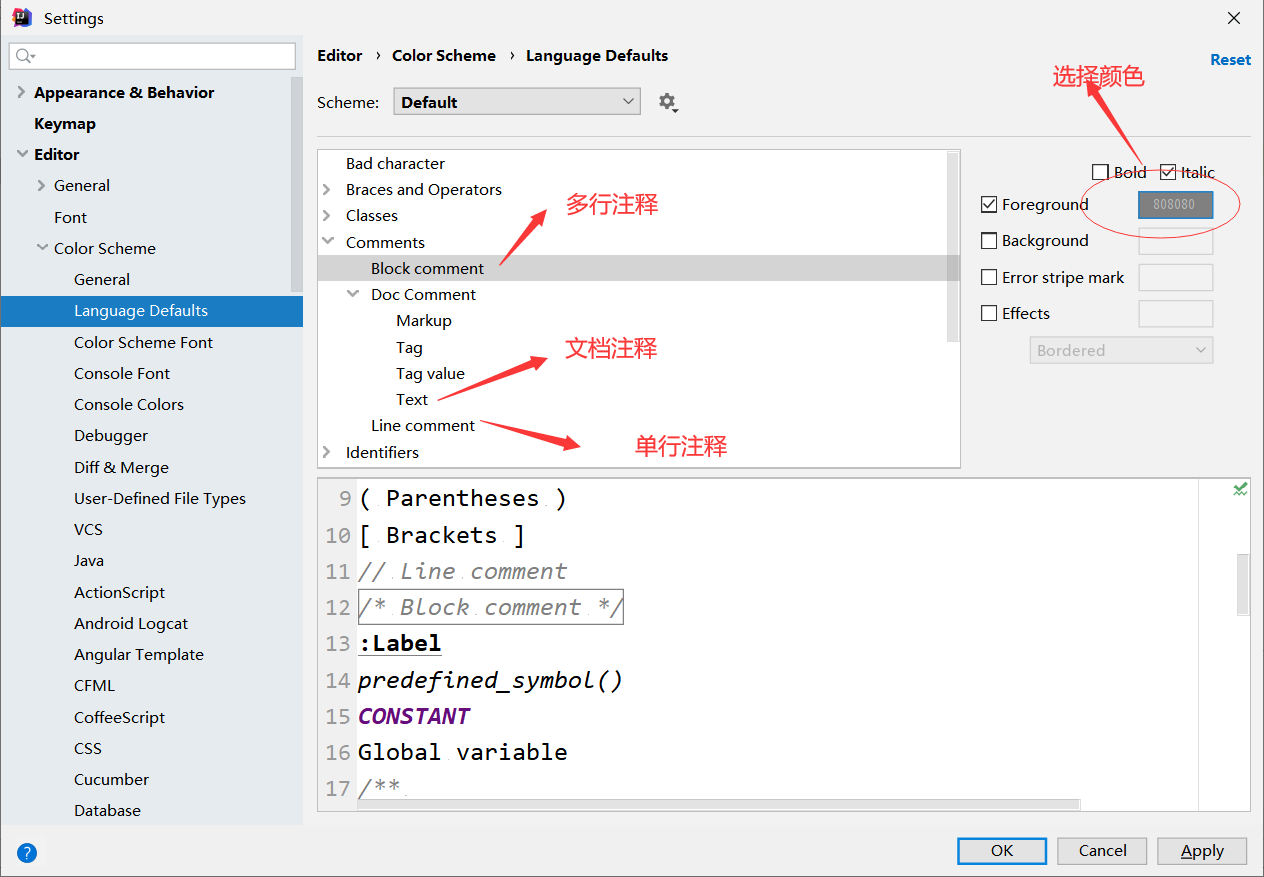 Settings
Appearance & Behavior
Keymap
Editor
General
Font
Color Scheme
General
Language Defaults
Color Scheme Font
Console Font
Console Colors
Debugger
Diff & Merge
User-Defined File Types
VCS
Java
ActionScript
Android Logcat
Angular Template
CFML
CoffeeScript
CSS
Cucumber
Database
Editor › Color Scheme › Language Defaults
Reset
选择颜色
Scheme: Default
Bad character
Braces and Operators
Classes
Comments
Block comment
Doc Comment
Markup
Tag
Tag value
Text
Line comment
Identifiers
多行注释
文档注释
单行注释
Bold Italic
Foreground 808080
Background
Error stripe mark
Effects
Bordered
9 ( Parentheses )
10 [ Brackets ]
11 // Line comment
12 /* Block comment */
13 :Label
14 predefined_symbol()
15 CONSTANT
16 Global variable
17 /**
? OK Cancel Apply